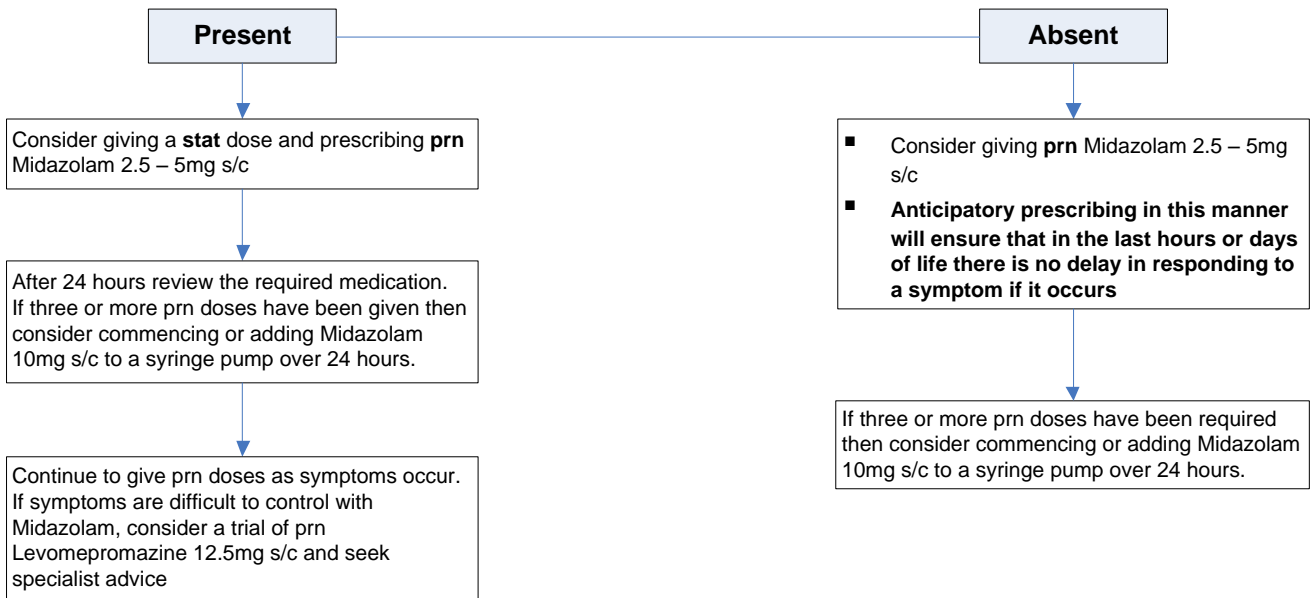 Present
Consider giving a stat dose and prescribing prn
Midazolam 2.5 – 5mg s/c
After 24 hours review the required medication.
If three or more prn doses have been given then
consider commencing or adding Midazolam
10mg s/c to a syringe pump over 24 hours.
Continue to give prn doses as symptoms occur.
If symptoms are difficult to control with
Midazolam, consider a trial of prn
Levomepromazine 12.5mg s/c and seek
specialist advice
Absent
▪ Consider giving prn Midazolam 2.5 – 5mg
s/c
▪ Anticipatory prescribing in this manner
will ensure that in the last hours or days
of life there is no delay in responding to
a symptom if it occurs
If three or more prn doses have been required
then consider commencing or adding Midazolam
10mg s/c to a syringe pump over 24 hours.